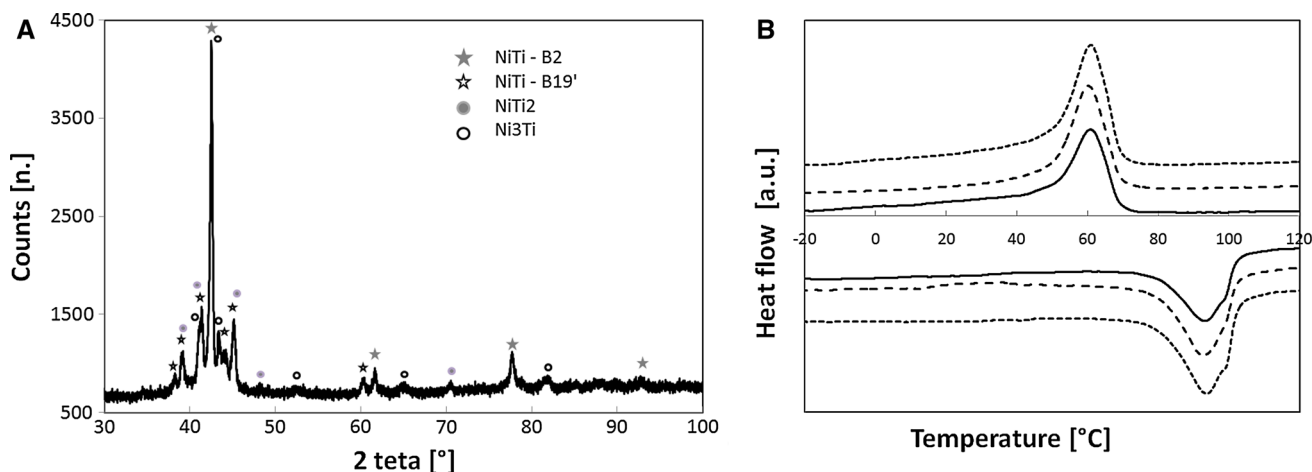 A
4500
3500
2500
1500
500
Counts [n.]
30 40 50 60 70 80 90 100
2 teta [°]
NiTi - B2
NiTi - B19'
NiTi2
Ni3Ti
B
Heat flow [a.u.]
-20 0 20 40 60 80 100 120
Temperature [°C]